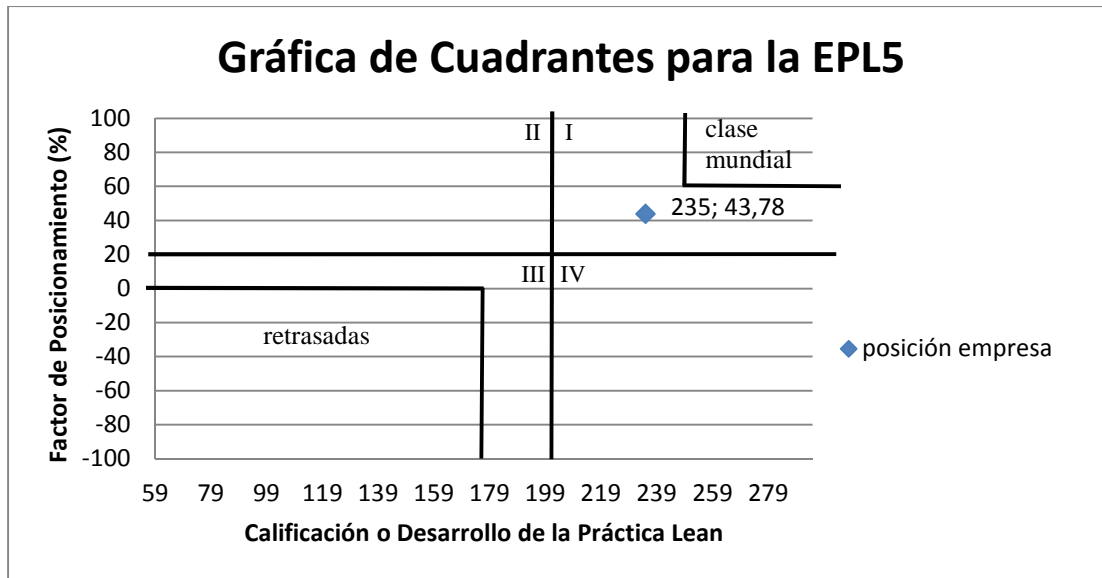 Gráfica de Cuadrantes para la EPL5
Factor de Posicionamiento (%)
100
80
60
40
20
0
-20
-40
-60
-80
-100
II I
clase
mundial
235; 43,78
III IV
retrasadas
posición empresa
59 79 99 119 139 159 179 199 219 239 259 279
Calificación o Desarrollo de la Práctica Lean